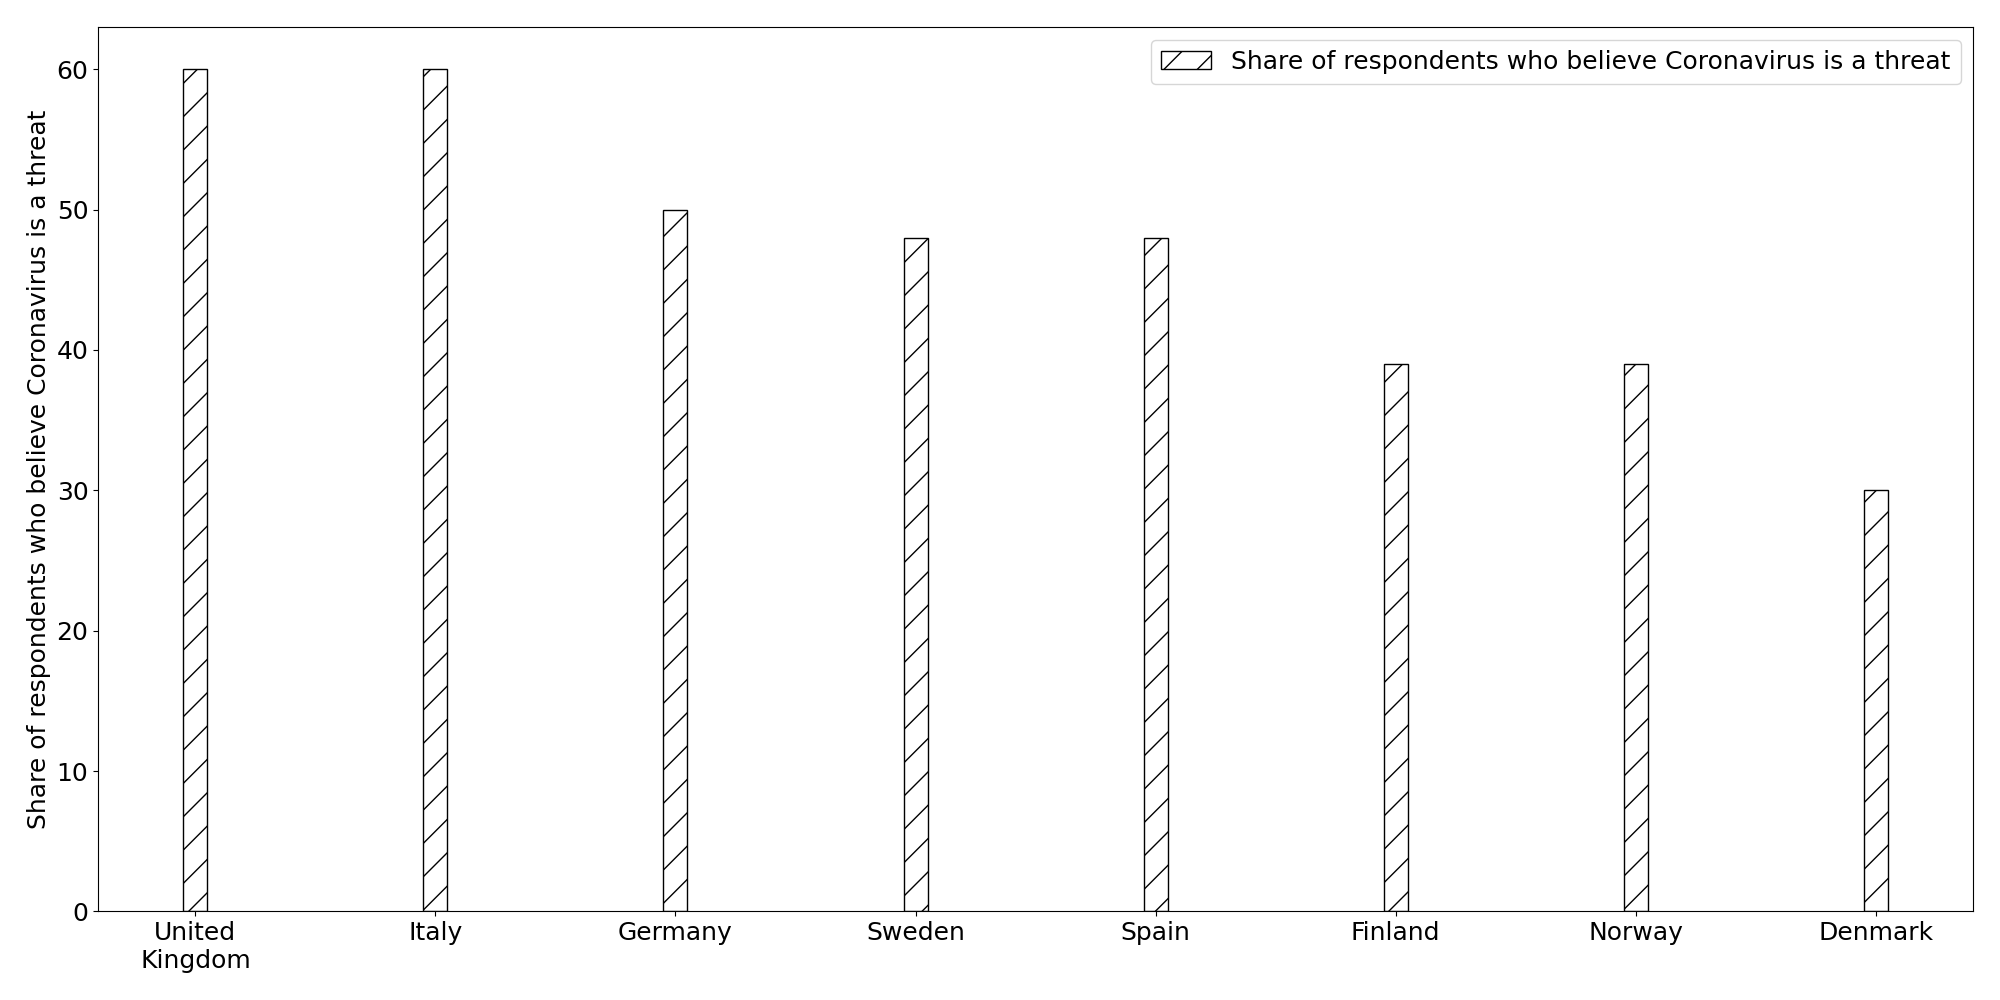 Share of respondents who believe Coronavirus is a threat
Share of respondents who believe Coronavirus is a threat
60
50
40
30
20
10
0
United
Kingdom
Italy
Germany
Sweden
Spain
Finland
Norway
Denmark